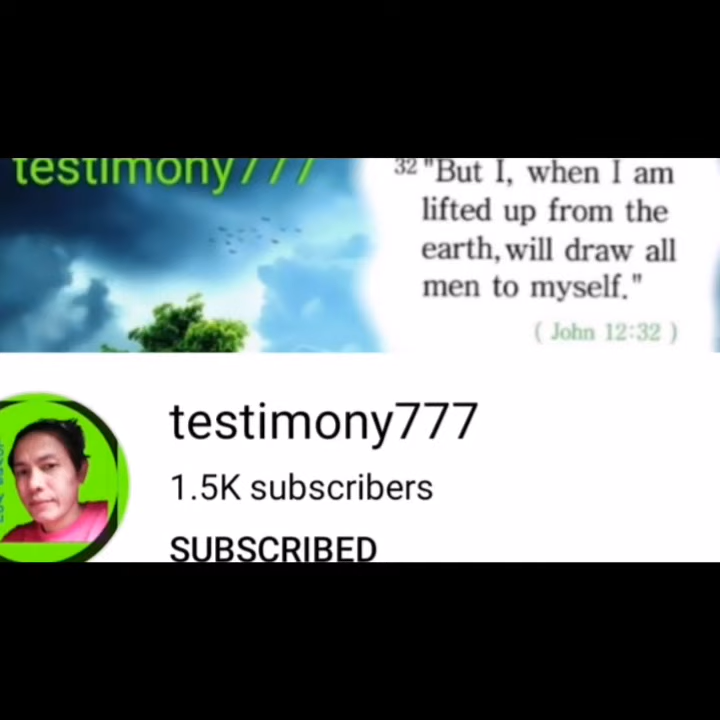 testimony777
32 "But I, when I am
lifted up from the
earth, will draw all
men to myself."
( John 12:32 )
testimony777
1.5K subscribers
SUBSCRIBED